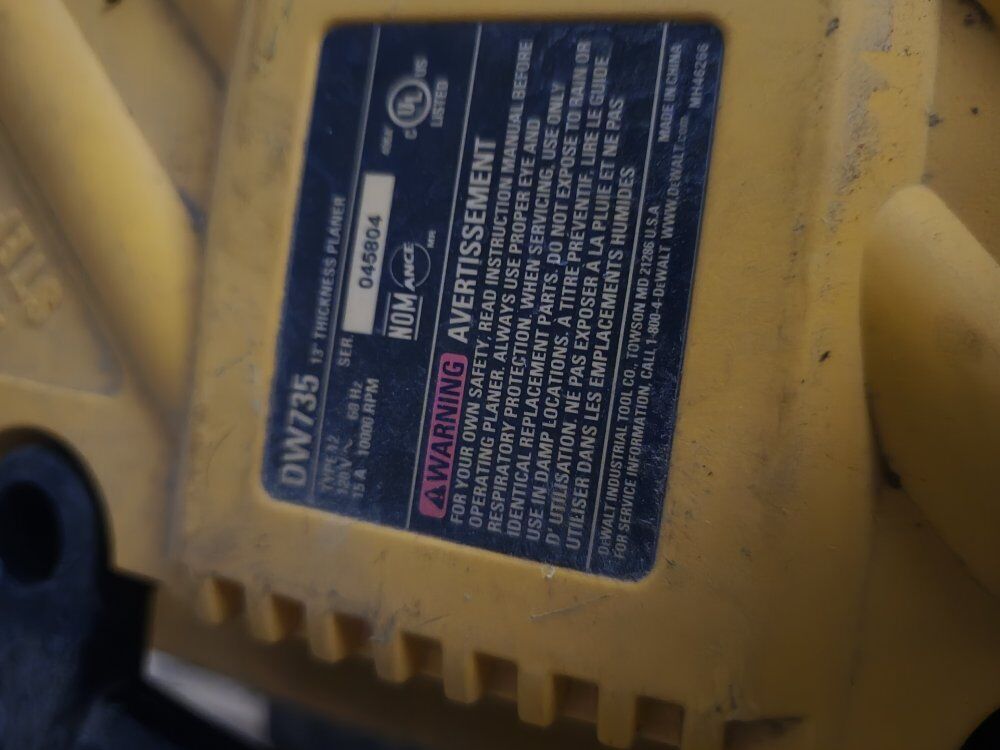 DW735 13" THICKNESS PLANER
120V ~ 60 Hz SER. 045804
15 A 10000 RPM
NOM ANCE MR
C UL US
LISTED
WARNING AVERTISSEMENT
FOR YOUR OWN SAFETY, READ INSTRUCTION MANUAL BEFORE
OPERATING PLANER. ALWAYS USE PROPER EYE AND
RESPIRATORY PROTECTION. WHEN SERVICING, USE ONLY
IDENTICAL REPLACEMENT PARTS. DO NOT EXPOSE TO RAIN OR
USE IN DAMP LOCATIONS. A TITRE PRÉVENTIF, LIRE LE GUIDE
D' UTILISATION. NE PAS EXPOSER À LA PLUIE ET NE PAS
UTILISER DANS LES EMPLACEMENTS HUMIDES
DEWALT INDUSTRIAL TOOL CO., TOWSON MD 21286 U.S.A MADE IN CHINA
FOR SERVICE INFORMATION, CALL 1-800-4-DEWALT WWW.DEWALT.com